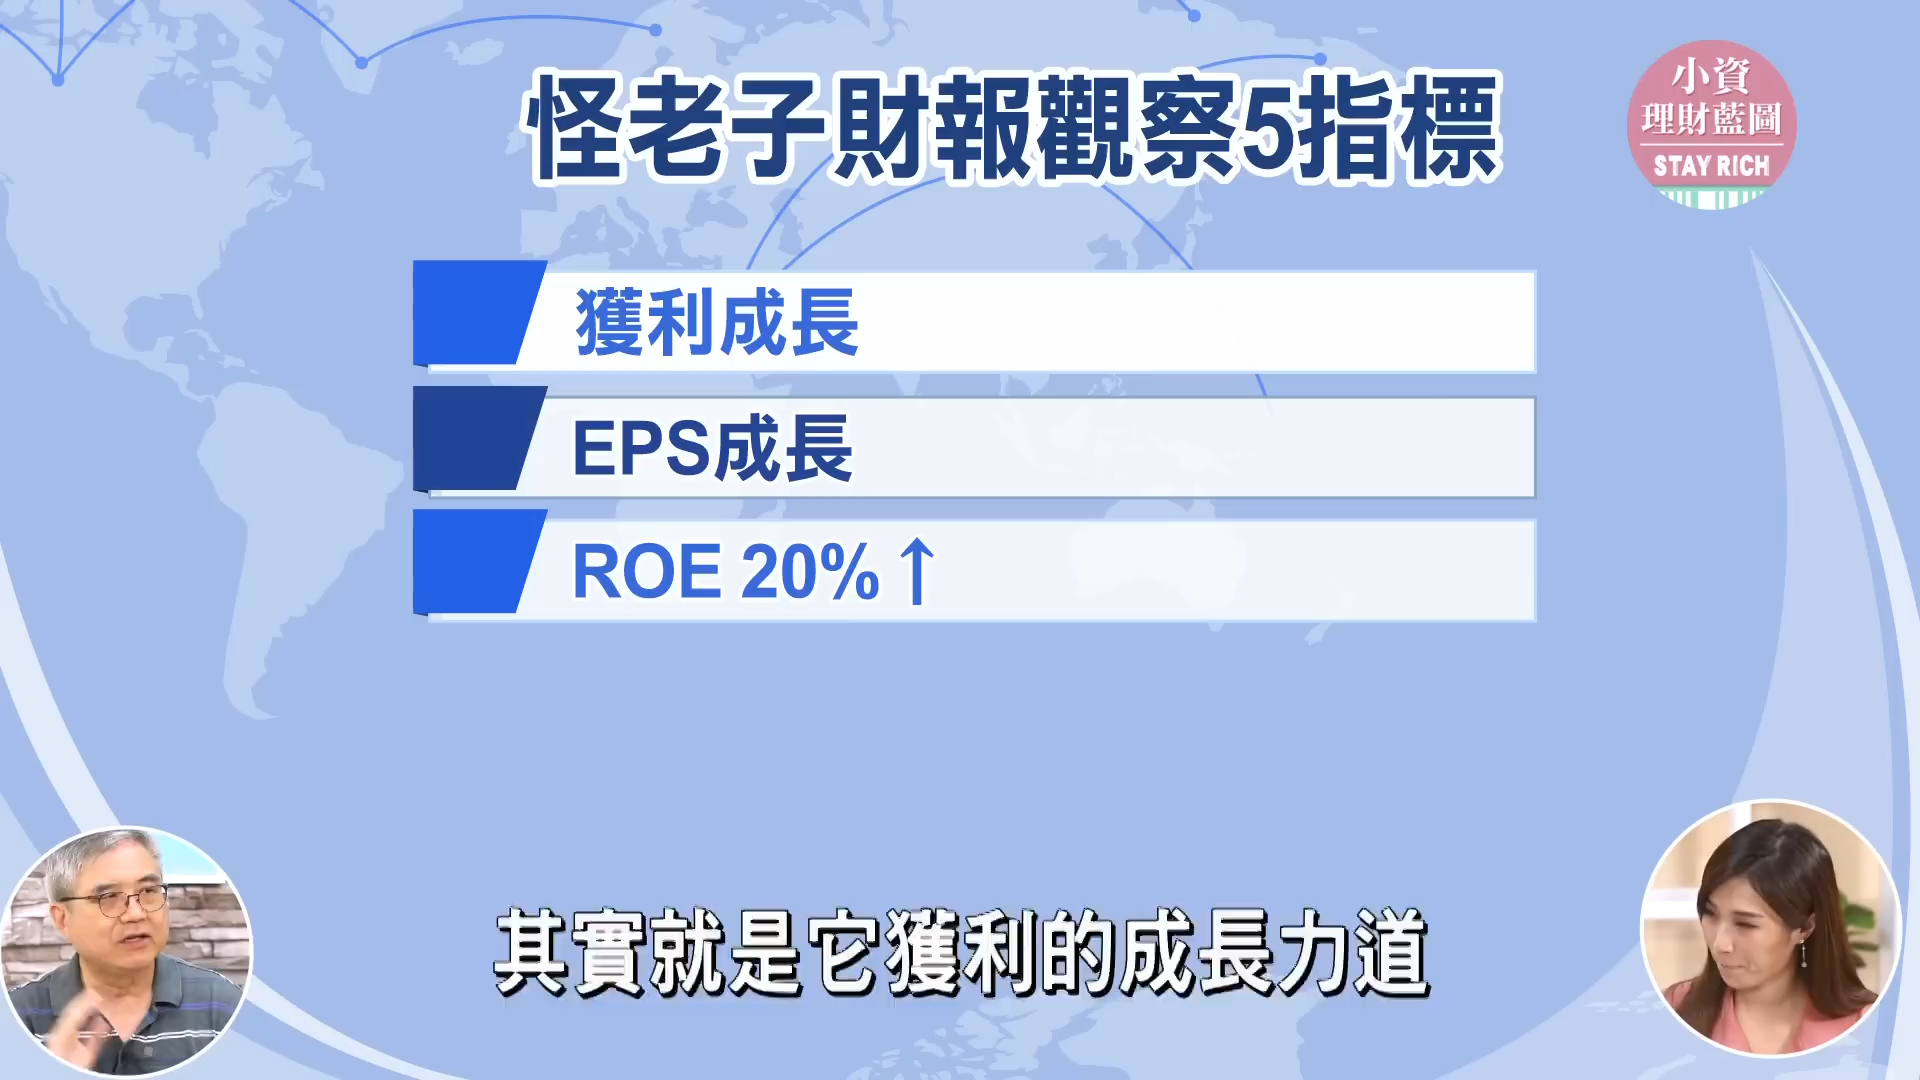 怪老子財報觀察5指標
小資
理財藍圖
STAY RICH
獲利成長
EPS成長
ROE 20%↑
其實就是它獲利的成長力道